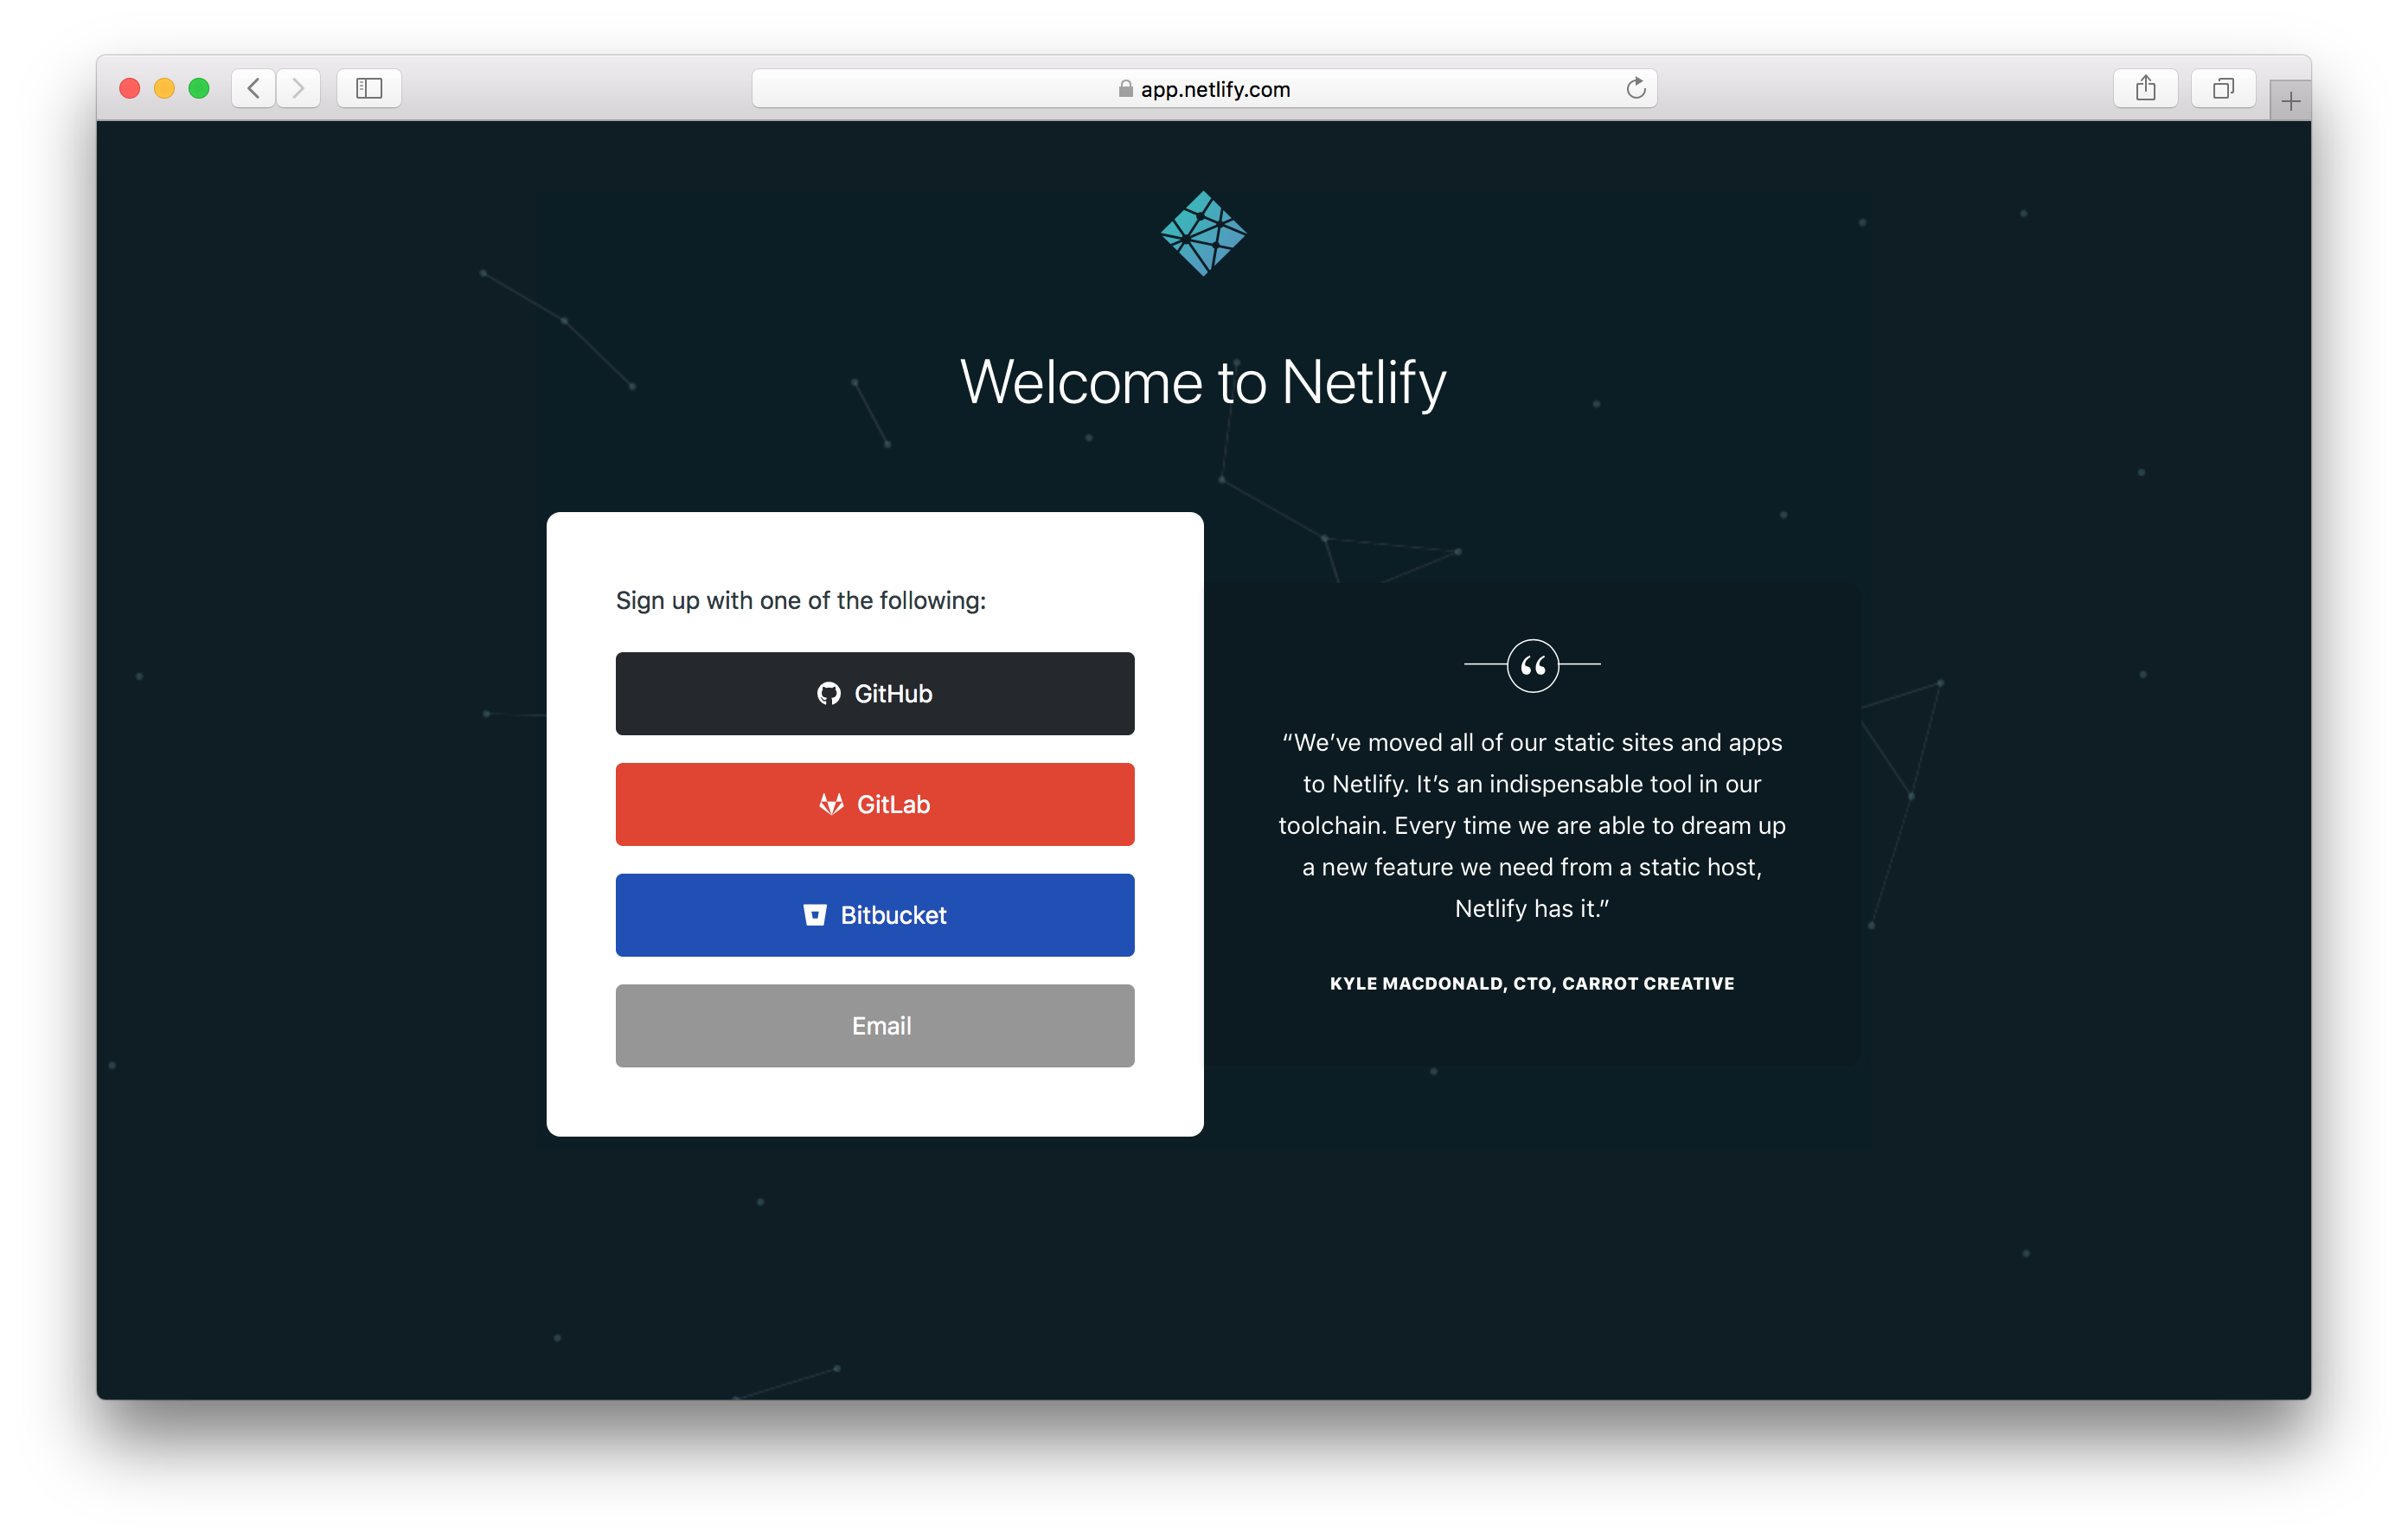 app.netlify.com
Welcome to Netlify
Sign up with one of the following:
GitHub
GitLab
Bitbucket
Email
“We’ve moved all of our static sites and apps
to Netlify. It’s an indispensable tool in our
toolchain. Every time we are able to dream up
a new feature we need from a static host,
Netlify has it.”
KYLE MACDONALD, CTO, CARROT CREATIVE